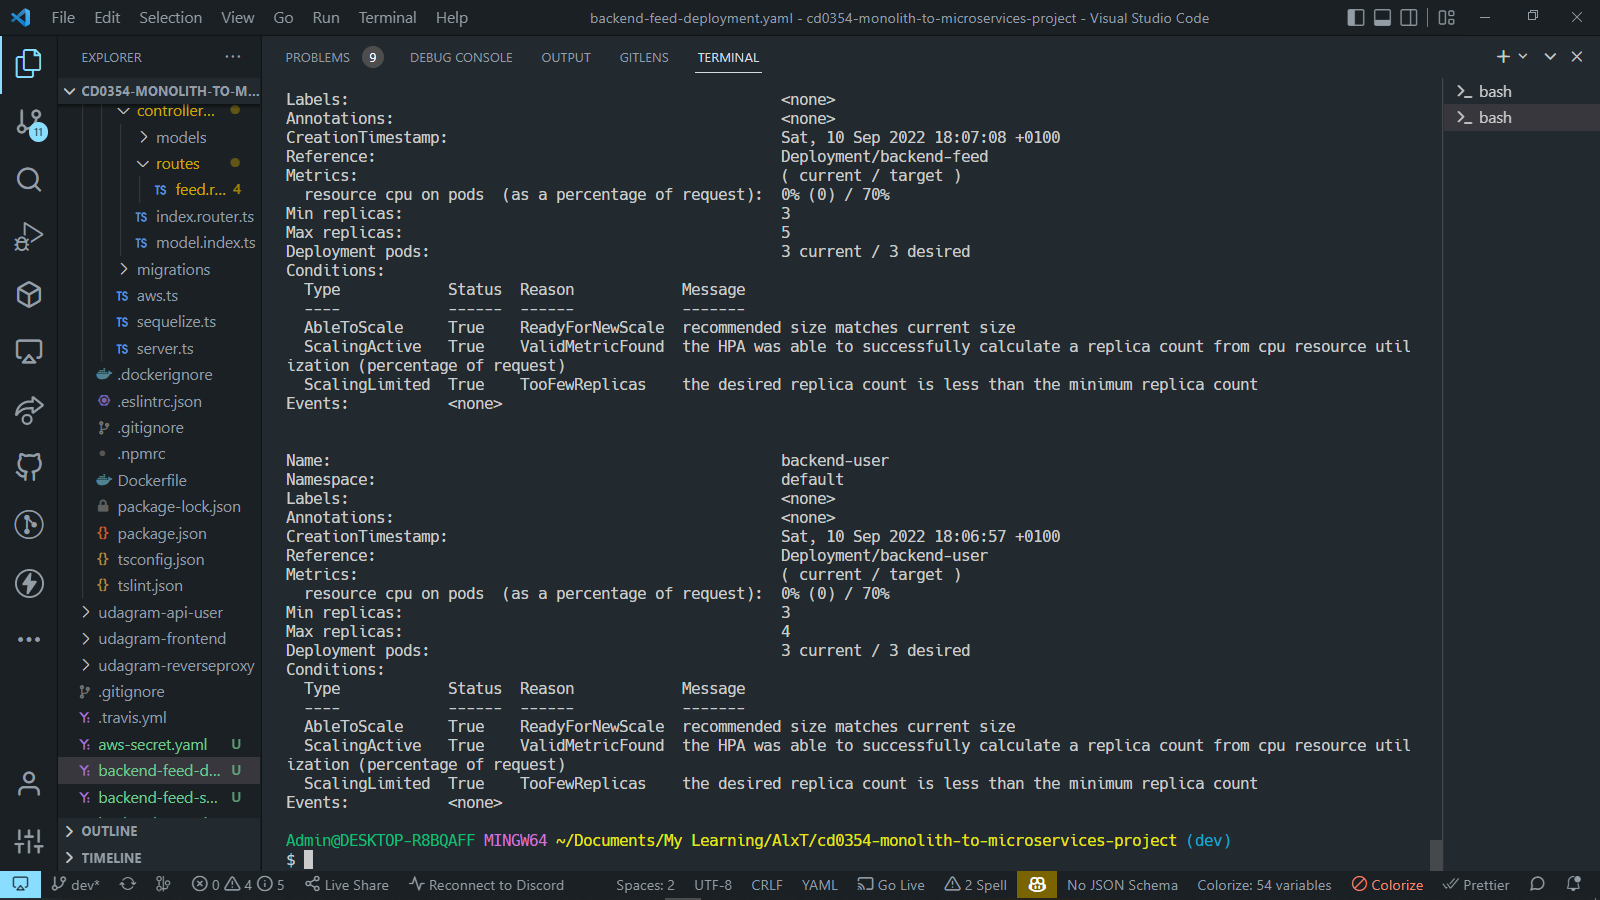 File Edit Selection View Go Run Terminal Help
backend-feed-deployment.yaml - cd0354-monolith-to-microservices-project - Visual Studio Code
EXPLORER ...
CD0354-MONOLITH-TO-M...
controller...
models
routes
TS feed.r... 4
TS index.router.ts
TS model.index.ts
migrations
TS aws.ts
TS sequelize.ts
TS server.ts
.dockerignore
.eslintrc.json
.gitignore
.npmrc
Dockerfile
package-lock.json
{} package.json
{} tsconfig.json
{} tslint.json
udagram-api-user
udagram-frontend
udagram-reverseproxy
.gitignore
.travis.yml
aws-secret.yaml U
backend-feed-d... U
backend-feed-s... U
OUTLINE
TIMELINE
11
PROBLEMS 9 DEBUG CONSOLE OUTPUT GITLENS TERMINAL
Labels: <none>
Annotations: <none>
CreationTimestamp: Sat, 10 Sep 2022 18:07:08 +0100
Reference: Deployment/backend-feed
Metrics: ( current / target )
resource cpu on pods (as a percentage of request): 0% (0) / 70%
Min replicas: 3
Max replicas: 5
Deployment pods: 3 current / 3 desired
Conditions:
Type Status Reason Message
---- ------ ------ -------
AbleToScale True ReadyForNewScale recommended size matches current size
ScalingActive True ValidMetricFound the HPA was able to successfully calculate a replica count from cpu resource util
ization (percentage of request)
ScalingLimited True TooFewReplicas the desired replica count is less than the minimum replica count
Events: <none>
Name: backend-user
Namespace: default
Labels: <none>
Annotations: <none>
CreationTimestamp: Sat, 10 Sep 2022 18:06:57 +0100
Reference: Deployment/backend-user
Metrics: ( current / target )
resource cpu on pods (as a percentage of request): 0% (0) / 70%
Min replicas: 3
Max replicas: 4
Deployment pods: 3 current / 3 desired
Conditions:
Type Status Reason Message
---- ------ ------ -------
AbleToScale True ReadyForNewScale recommended size matches current size
ScalingActive True ValidMetricFound the HPA was able to successfully calculate a replica count from cpu resource util
ization (percentage of request)
ScalingLimited True TooFewReplicas the desired replica count is less than the minimum replica count
Events: <none>
Admin@DESKTOP-R8BQAFF MINGW64 ~/Documents/My Learning/AlxT/cd0354-monolith-to-microservices-project (dev)
$
bash
bash
dev* 0 4 5 Live Share Reconnect to Discord Spaces: 2 UTF-8 CRLF YAML Go Live 2 Spell No JSON Schema Colorize: 54 variables Colorize Prettier